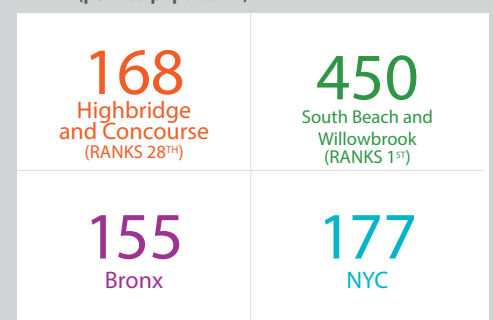 168
Highbridge
and Concourse
(RANKS 28TH)
450
South Beach and
Willowbrook
(RANKS 1ST)
155
Bronx
177
NYC